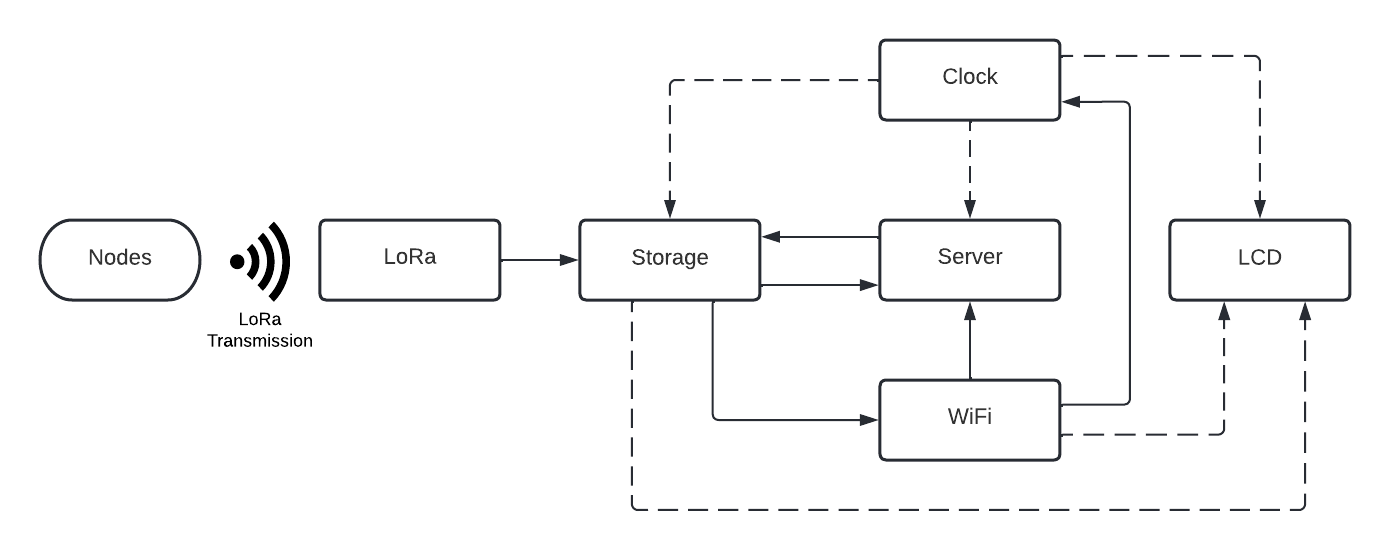 Clock
Nodes
LoRa
Transmission
LoRa
Storage
Server
LCD
WiFi